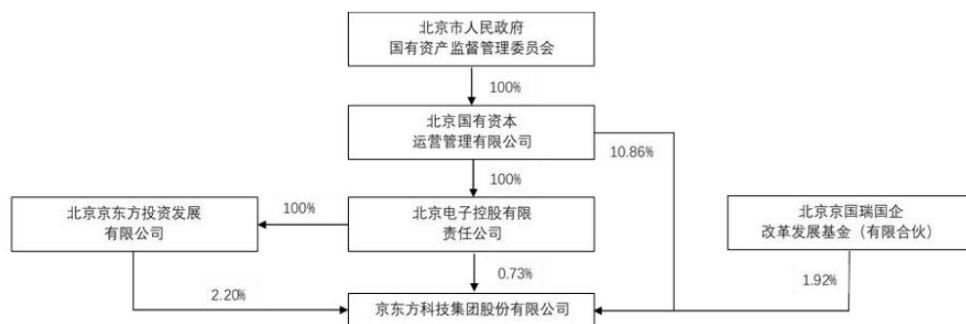 北京市人民政府
国有资产监督管理委员会
100%
北京国有资本
运营管理有限公司
10.86%
100%
北京京东方投资发展
有限公司
100%
北京电子控股有限
责任公司
北京京国瑞国企
改革发展基金（有限合伙）
2.20%
0.73%
1.92%
京东方科技集团股份有限公司